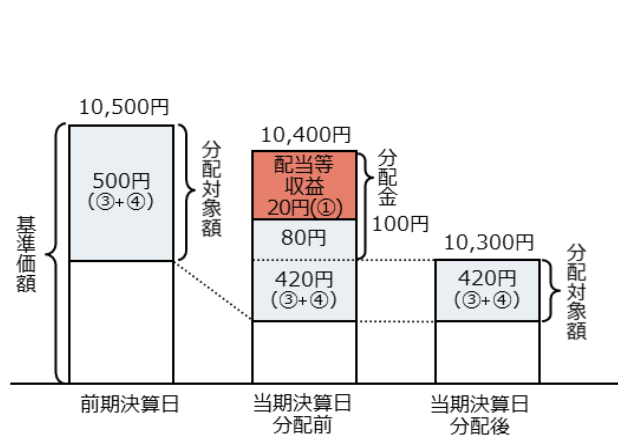 10,500円
500円
(③+④)
分配対象額
基準価額
前期決算日
10,400円
配当等
収益
20円(①)
80円
420円
(③+④)
分配金
100円
当期決算日
分配前
10,300円
420円
(③+④)
分配対象額
当期決算日
分配後